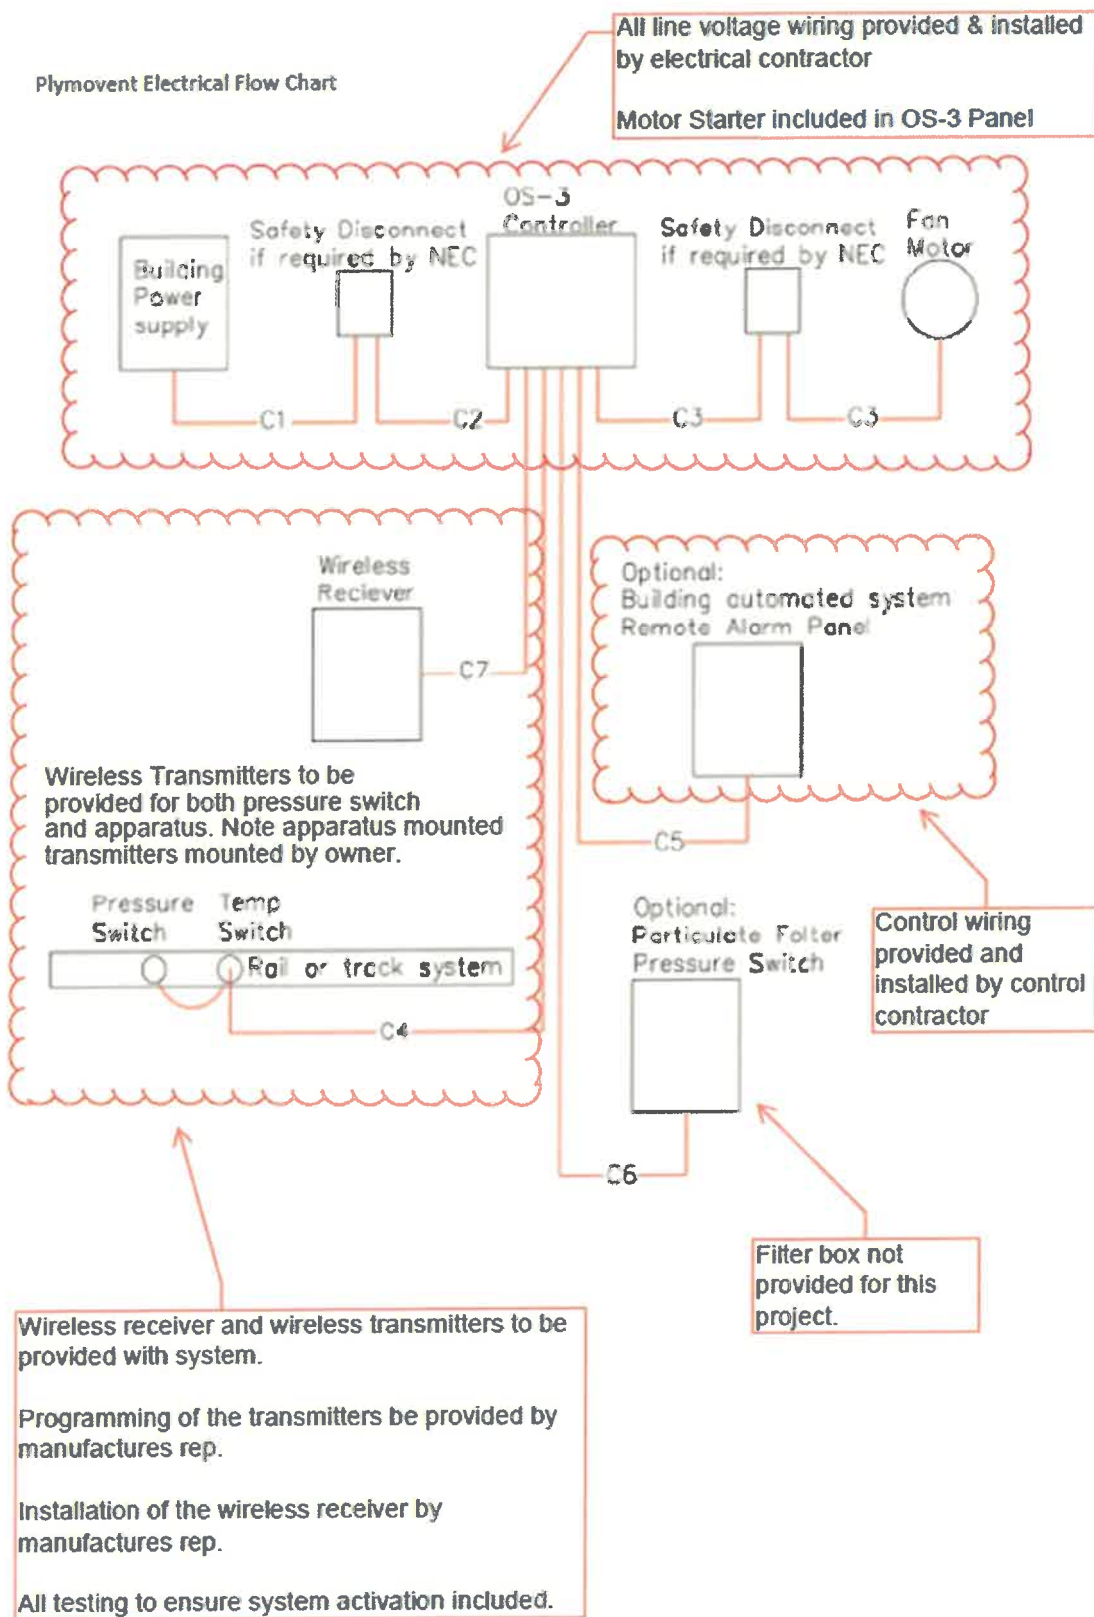 All line voltage wiring provided & installed
by electrical contractor
Motor Starter included in OS-3 Panel
Plymovent Electrical Flow Chart
OS-3
Controller
Safety Disconnect
if required by NEC
Safety Disconnect
if required by NEC
Fan
Motor
Building
Power
supply
C1
C2
C3
C3
Wireless
Reciever
C7
Optional:
Building automated system
Remote Alarm Panel
Wireless Transmitters to be
provided for both pressure switch
and apparatus. Note apparatus mounted
transmitters mounted by owner.
C5
Pressure
Switch
Temp
Switch
Rail or track system
C4
Optional:
Particulate Folter
Pressure Switch
Control wiring
provided and
installed by control
contractor
C6
Filter box not
provided for this
project.
Wireless receiver and wireless transmitters to be
provided with system.
Programming of the transmitters be provided by
manufactures rep.
Installation of the wireless receiver by
manufactures rep.
All testing to ensure system activation included.